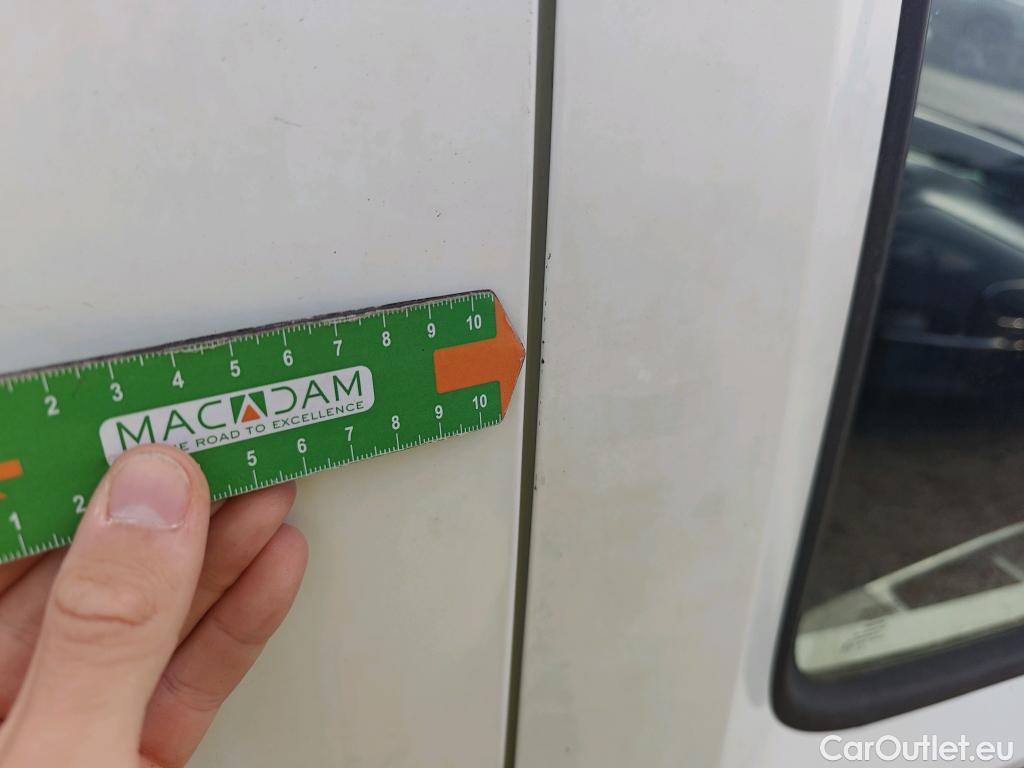 2 3 4 5 6 7 8 9 10
MACADAM
THE ROAD TO EXCELLENCE
1 2 5 6 7 8 9 10
CarOutlet.eu